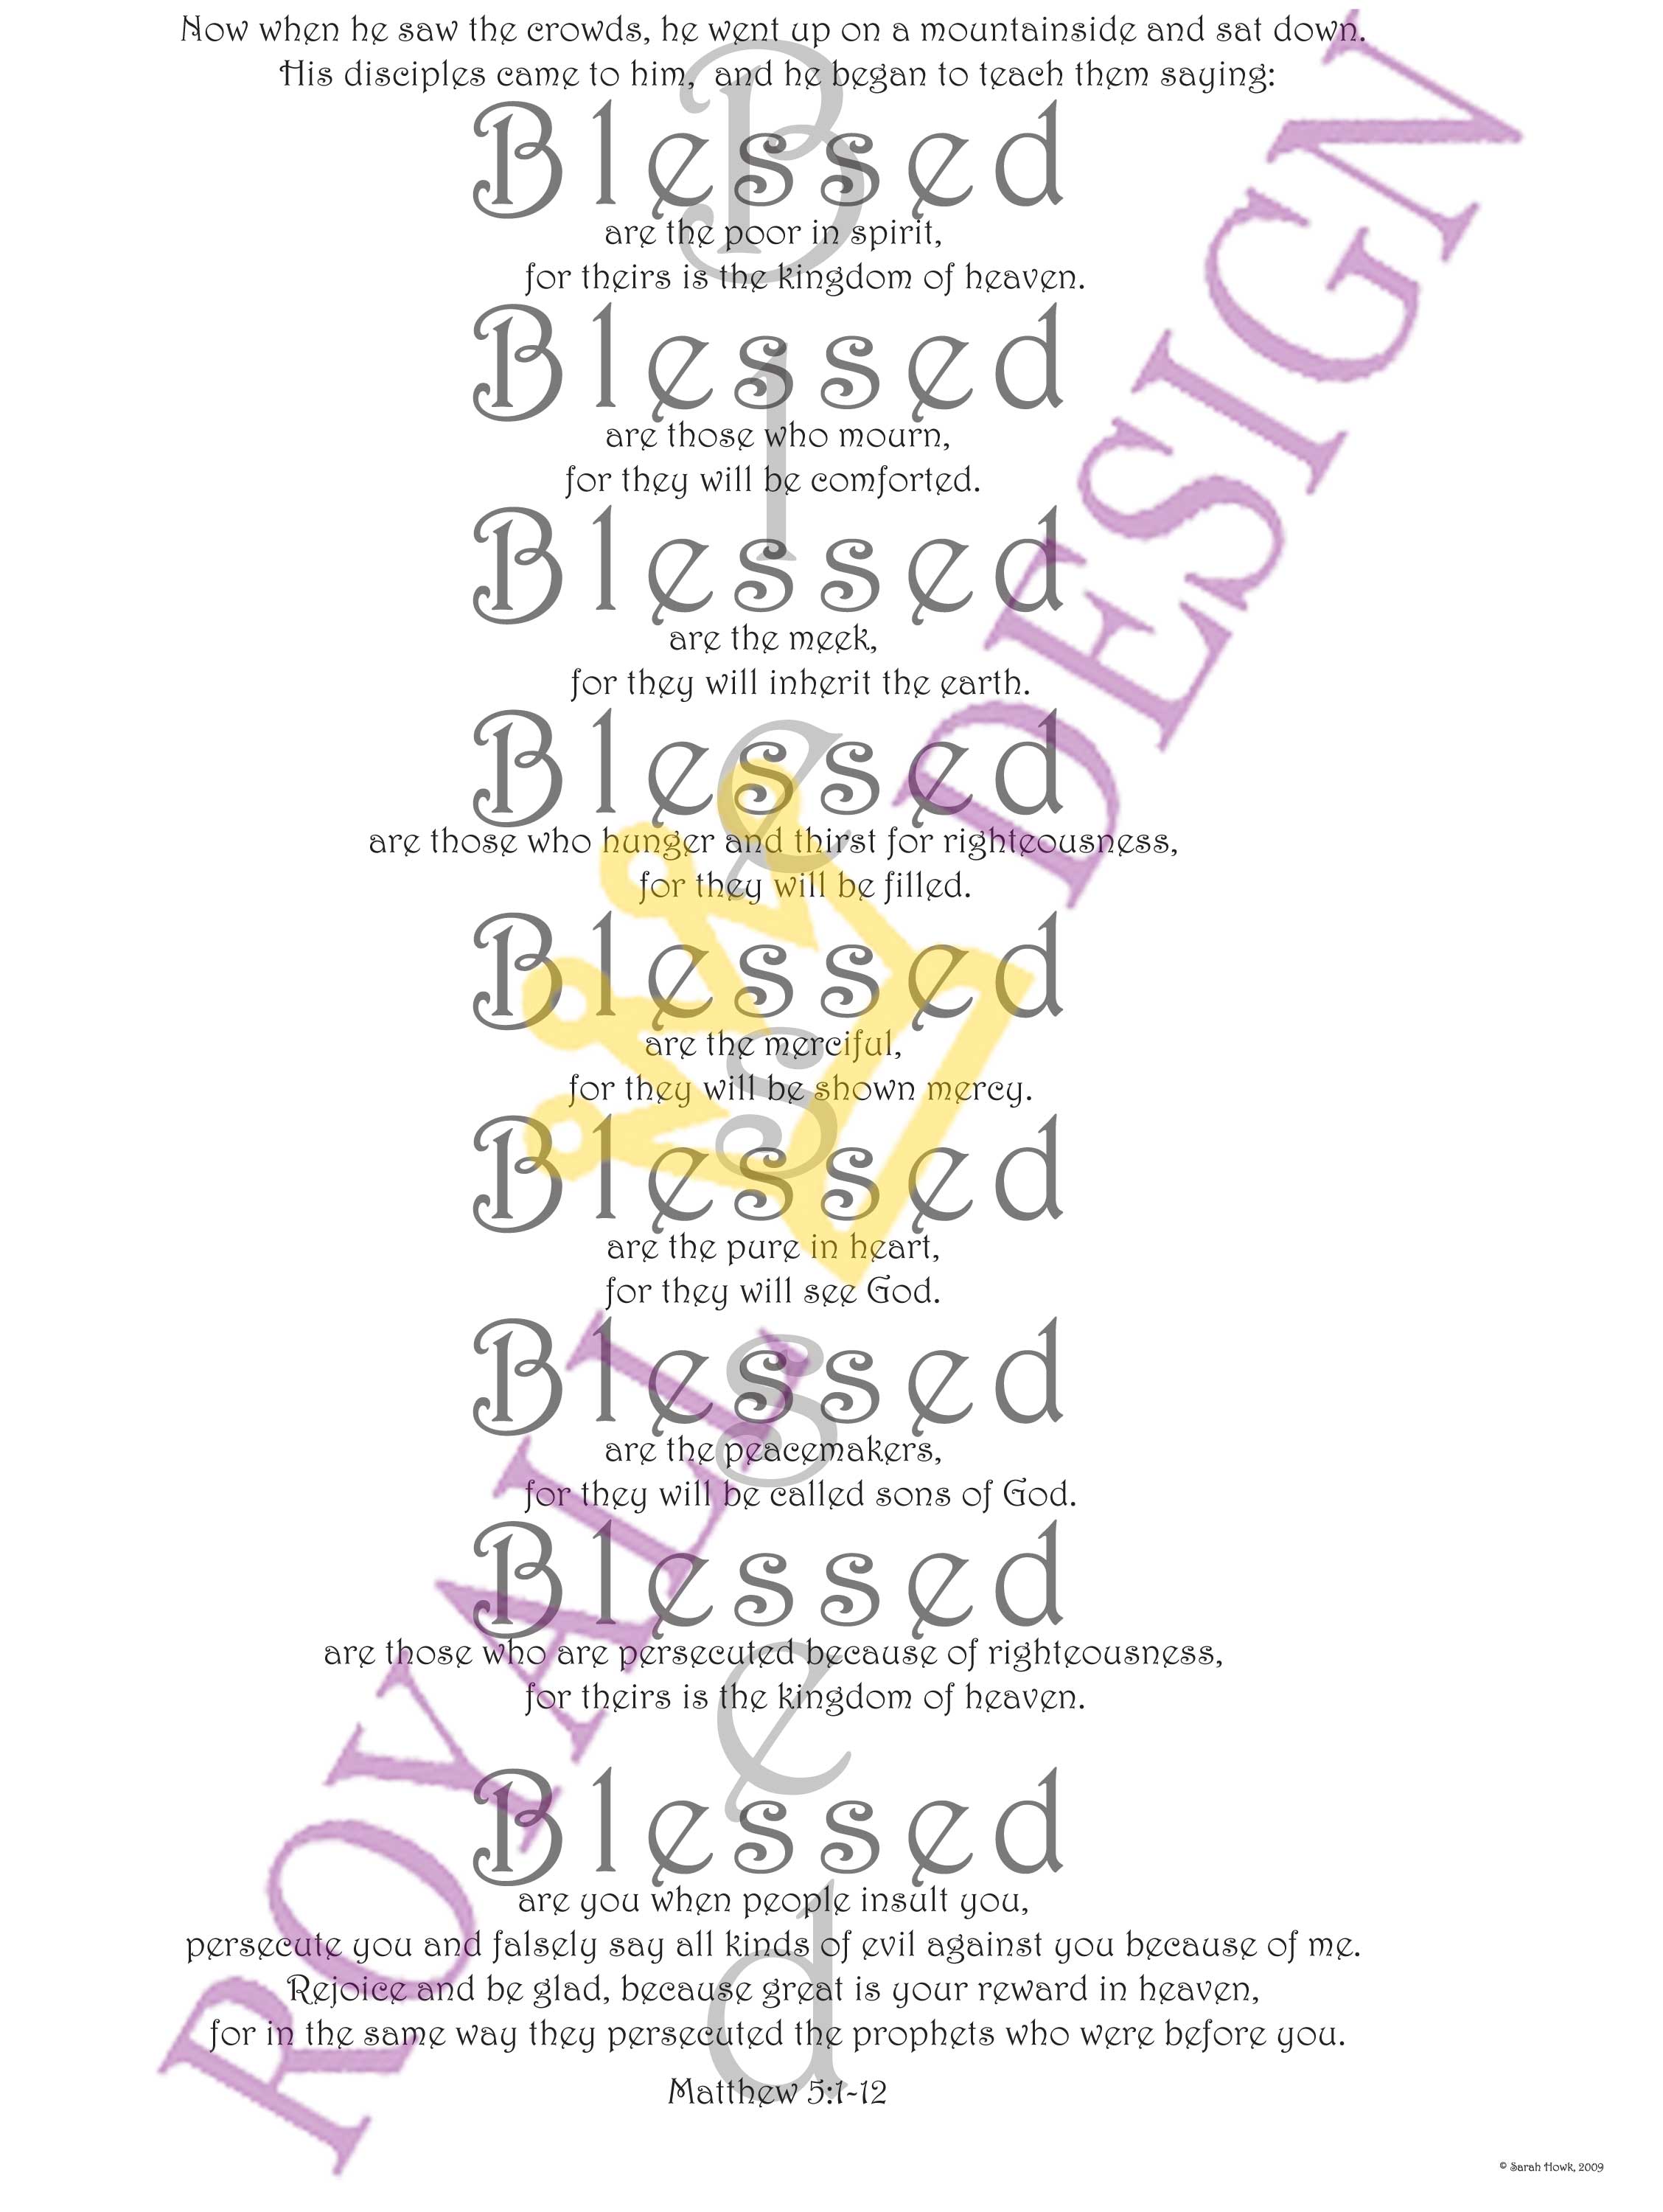 Now when he saw the crowds, he went up on a mountainside and sat down.
His disciples came to him, and he began to teach them saying:
Blessed
are the poor in spirit,
for theirs is the kingdom of heaven.
Blessed
are those who mourn,
for they will be comforted.
Blessed
are the meek,
for they will inherit the earth.
Blessed
are those who hunger and thirst for righteousness,
for they will be filled.
Blessed
are the merciful,
for they will be shown mercy.
Blessed
are the pure in heart,
for they will see God.
Blessed
are the peacemakers,
for they will be called sons of God.
Blessed
are those who are persecuted because of righteousness,
for theirs is the kingdom of heaven.
Blessed
are you when people insult you,
persecute you and falsely say all kinds of evil against you because of me.
Rejoice and be glad, because great is your reward in heaven,
for in the same way they persecuted the prophets who were before you.
Matthew 5:1-12
© Sarah Howk, 2009
Blessed
ROYALL DESIGN